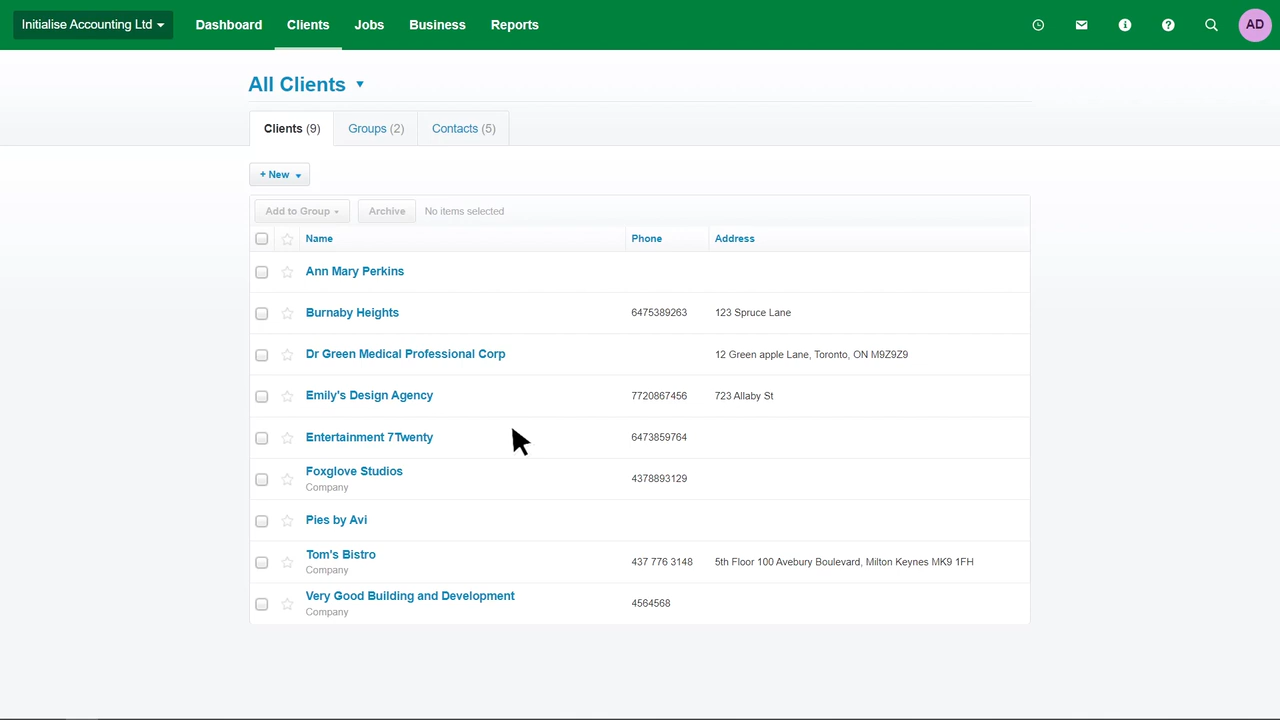 Initialise Accounting Ltd Dashboard Clients Jobs Business Reports AD
All Clients
Clients (9) Groups (2) Contacts (5)
+ New
Add to Group Archive No items selected
Name Phone Address
Ann Mary Perkins
Burnaby Heights 6475389263 123 Spruce Lane
Dr Green Medical Professional Corp 12 Green apple Lane, Toronto, ON M9Z9Z9
Emily's Design Agency 7720867456 723 Allaby St
Entertainment 7Twenty 6473859764
Foxglove Studios 4378893129
Company
Pies by Avi
Tom's Bistro 437 776 3148 5th Floor 100 Avebury Boulevard, Milton Keynes MK9 1FH
Company
Very Good Building and Development 4564568
Company